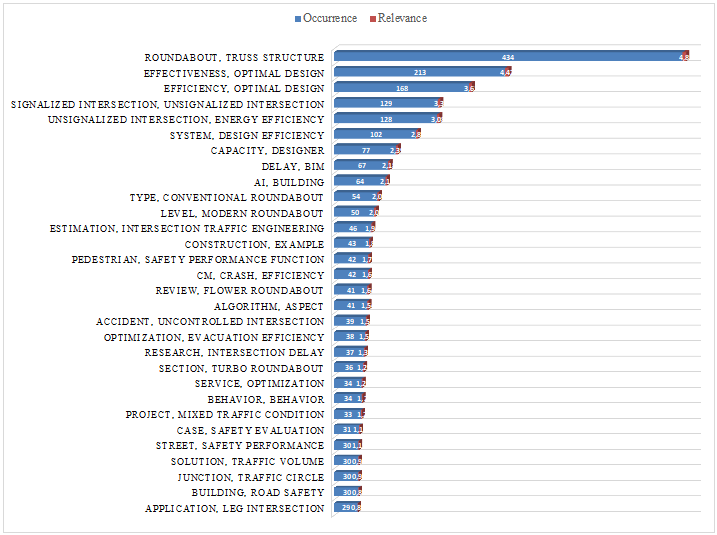 Occurrence Relevance
ROUNDABOUT, TRUSS STRUCTURE 434
EFFECTIVENESS, OPTIMAL DESIGN 213
EFFICIENCY, OPTIMAL DESIGN 168
SIGNALIZED INTERSECTION, UNSIGNALIZED INTERSECTION 129
UNSIGNALIZED INTERSECTION, ENERGY EFFICIENCY 128
SYSTEM, DESIGN EFFICIENCY 102
CAPACITY, DESIGNER 77
DELAY, BIM 67
AI, BUILDING 64
TYPE, CONVENTIONAL ROUNDABOUT 54
LEVEL, MODERN ROUNDABOUT 50
ESTIMATION, INTERSECTION TRAFFIC ENGINEERING 46
CONSTRUCTION, EXAMPLE 43
PEDESTRIAN, SAFETY PERFORMANCE FUNCTION 42
CM, CRASH, EFFICIENCY 42
REVIEW, FLOWER ROUNDABOUT 41
ALGORITHM, ASPECT 41
ACCIDENT, UNCONTROLLED INTERSECTION 39
OPTIMIZATION, EVACUATION EFFICIENCY 38
RESEARCH, INTERSECTION DELAY 37
SECTION, TURBO ROUNDABOUT 36
SERVICE, OPTIMIZATION 34
BEHAVIOR, BEHAVIOR 34
PROJECT, MIXED TRAFFIC CONDITION 33
CASE, SAFETY EVALUATION 31
STREET, SAFETY PERFORMANCE 30
SOLUTION, TRAFFIC VOLUME 30
JUNCTION, TRAFFIC CIRCLE 30
BUILDING, ROAD SAFETY 30
APPLICATION, LEG INTERSECTION 29